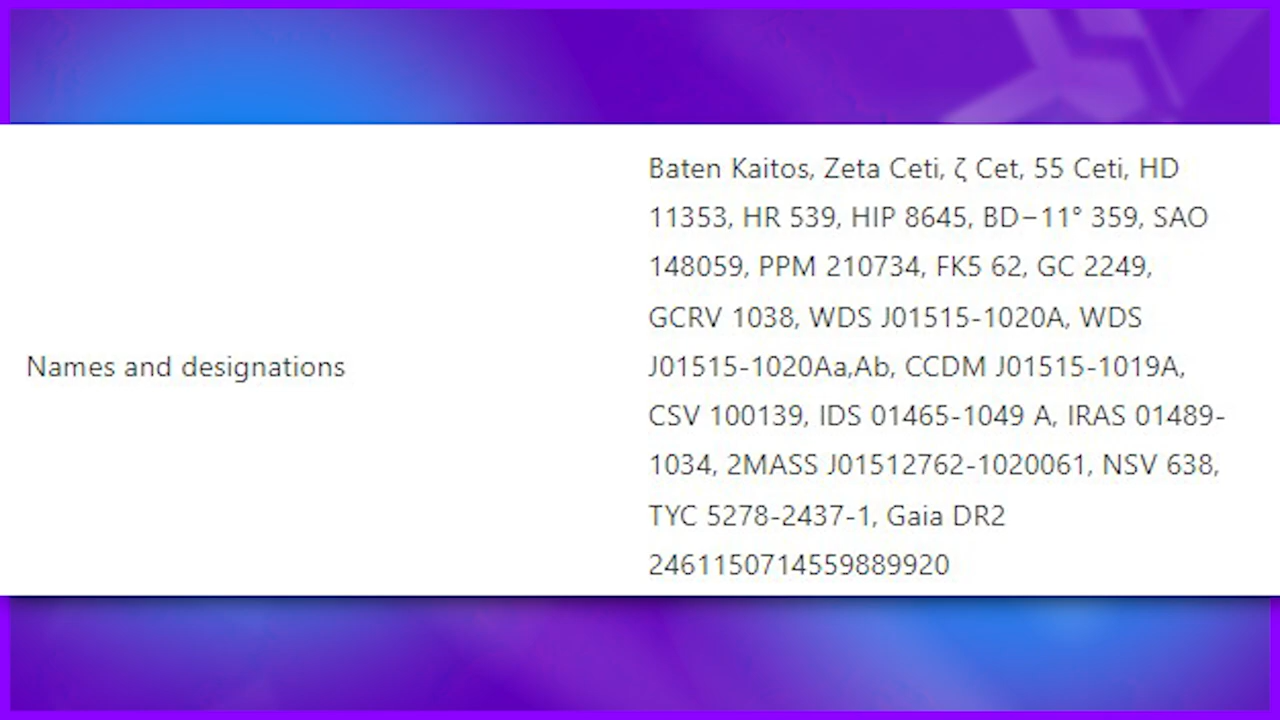 Names and designations
Baten Kaitos, Zeta Ceti, ζ Cet, 55 Ceti, HD
11353, HR 539, HIP 8645, BD−11° 359, SAO
148059, PPM 210734, FK5 62, GC 2249,
GCRV 1038, WDS J01515-1020A, WDS
J01515-1020Aa,Ab, CCDM J01515-1019A,
CSV 100139, IDS 01465-1049 A, IRAS 01489-
1034, 2MASS J01512762-1020061, NSV 638,
TYC 5278-2437-1, Gaia DR2
2461150714559889920